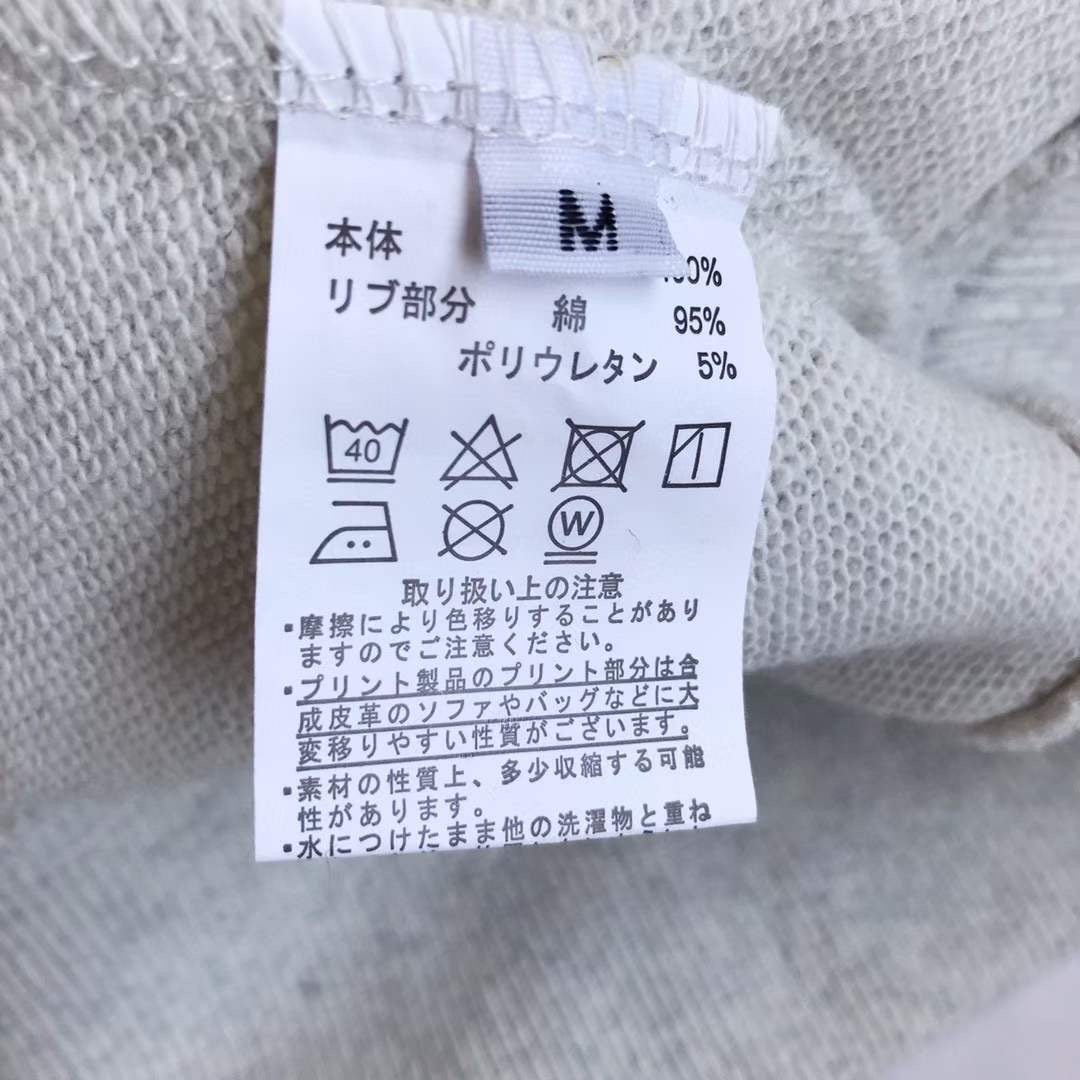 M
本体
リブ部分 綿 95%
ポリウレタン 5%
40
W
取り扱い上の注意
▪摩擦により色移りすることがあり
ますのでご注意ください。
▪プリント製品のプリント部分は合
成皮革のソファやバッグなどに大
変移りやすい性質がございます。
▪素材の性質上、多少収縮する可能
性があります。
▪水につけたまま他の洗濯物と重ね